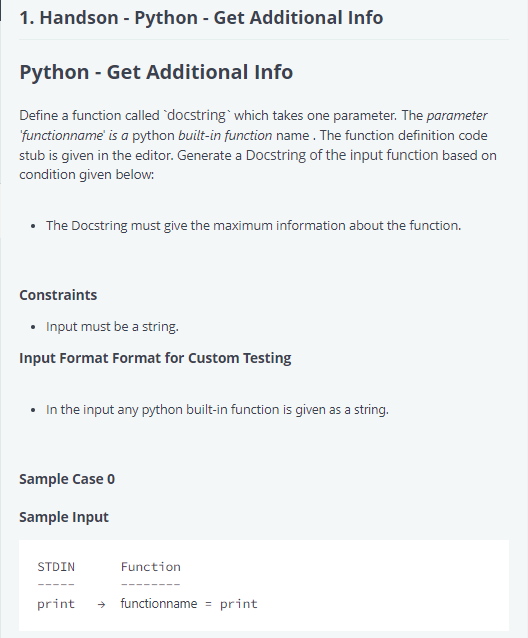 1. Handson - Python - Get Additional Info
Python - Get Additional Info
Define a function called `docstring` which takes one parameter. The parameter
'functionname' is a python built-in function name . The function definition code
stub is given in the editor. Generate a Docstring of the input function based on
condition given below:
• The Docstring must give the maximum information about the function.
Constraints
• Input must be a string.
Input Format Format for Custom Testing
• In the input any python built-in function is given as a string.
Sample Case 0
Sample Input
STDIN Function
----- --------
print → functionname = print